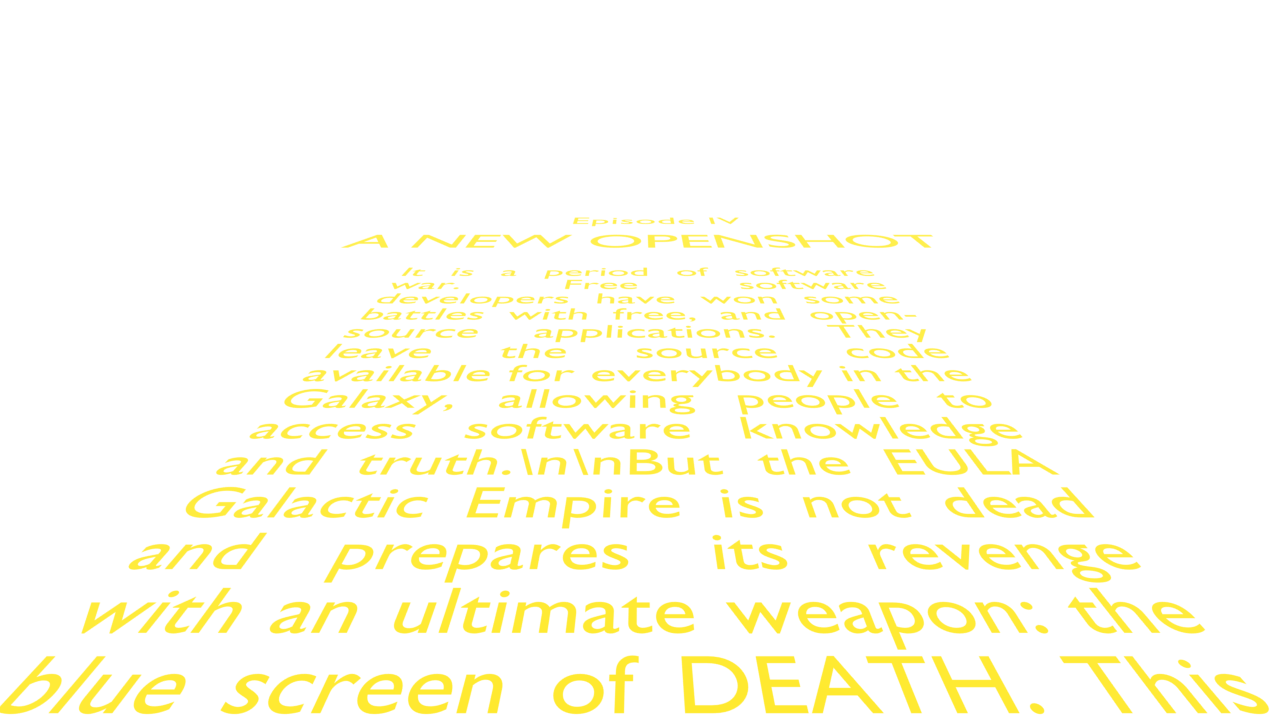 Episode IV
A NEW OPENSHOT
It is a period of software
war. Free software
developers have won some
battles with free, and open-
source applications. They
leave the source code
available for everybody in the
Galaxy, allowing people to
access software knowledge
and truth.\n\nBut the EULA
Galactic Empire is not dead
and prepares its revenge
with an ultimate weapon: the
blue screen of DEATH. This